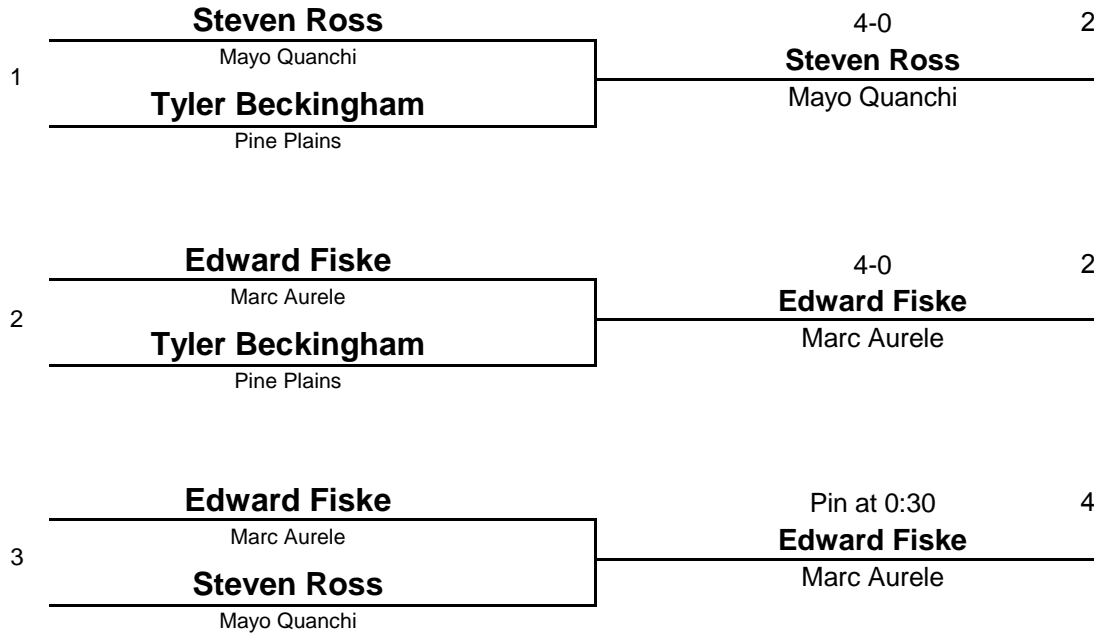 Steven Ross
4-0
2
Mayo Quanchi
Steven Ross
1
Tyler Beckingham
Mayo Quanchi
Pine Plains
Edward Fiske
4-0
2
Marc Aurele
Edward Fiske
2
Tyler Beckingham
Marc Aurele
Pine Plains
Edward Fiske
Pin at 0:30
4
Marc Aurele
Edward Fiske
3
Steven Ross
Marc Aurele
Mayo Quanchi